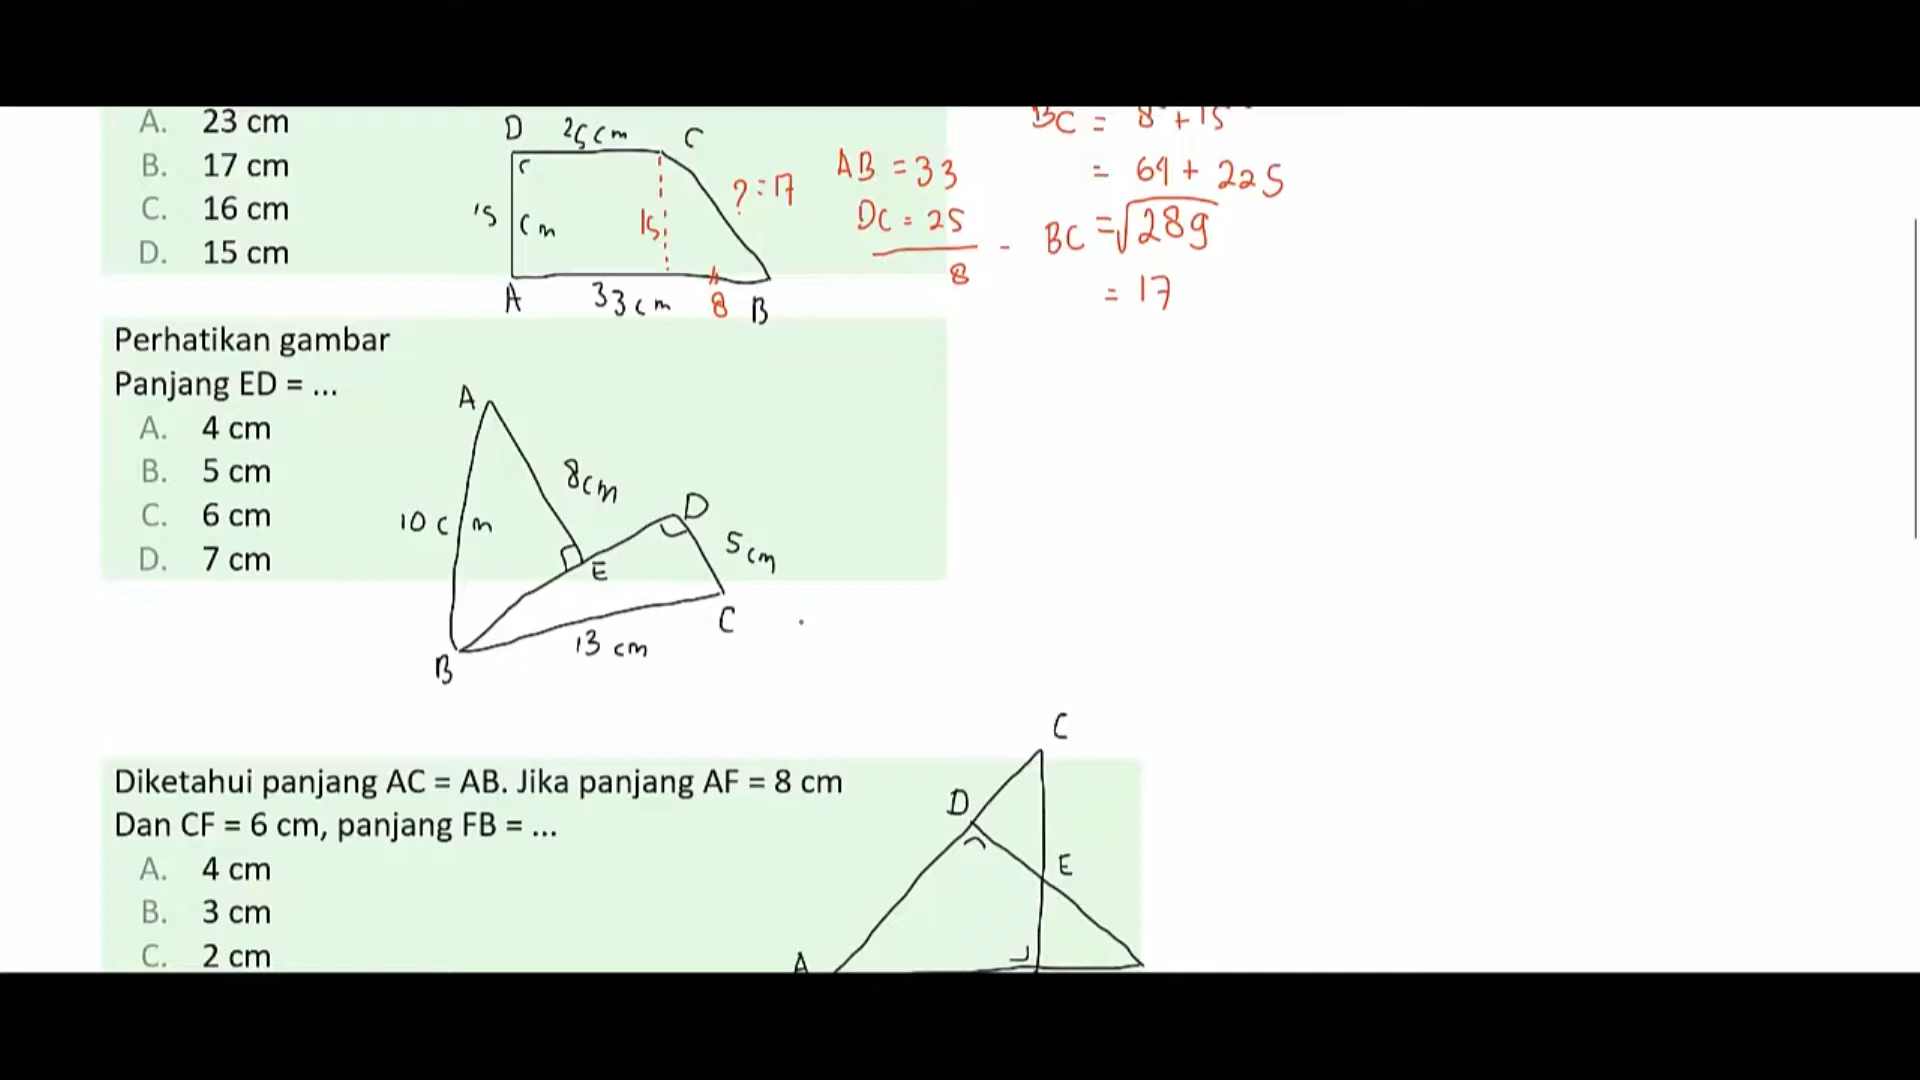 A. 23 cm
B. 17 cm
C. 16 cm
D. 15 cm
D 25 cm C
15 cm
15
? = 17
A 33 cm 8 B
AB = 33
DC = 25
8
BC = 8² + 15²
= 64 + 225
BC = √289
= 17
Perhatikan gambar
Panjang ED = ...
A. 4 cm
B. 5 cm
C. 6 cm
D. 7 cm
A
8 cm
D
10 cm
5 cm
E
C
13 cm
B
Diketahui panjang AC = AB. Jika panjang AF = 8 cm
Dan CF = 6 cm, panjang FB = ...
A. 4 cm
B. 3 cm
C. 2 cm
C
D
E
A